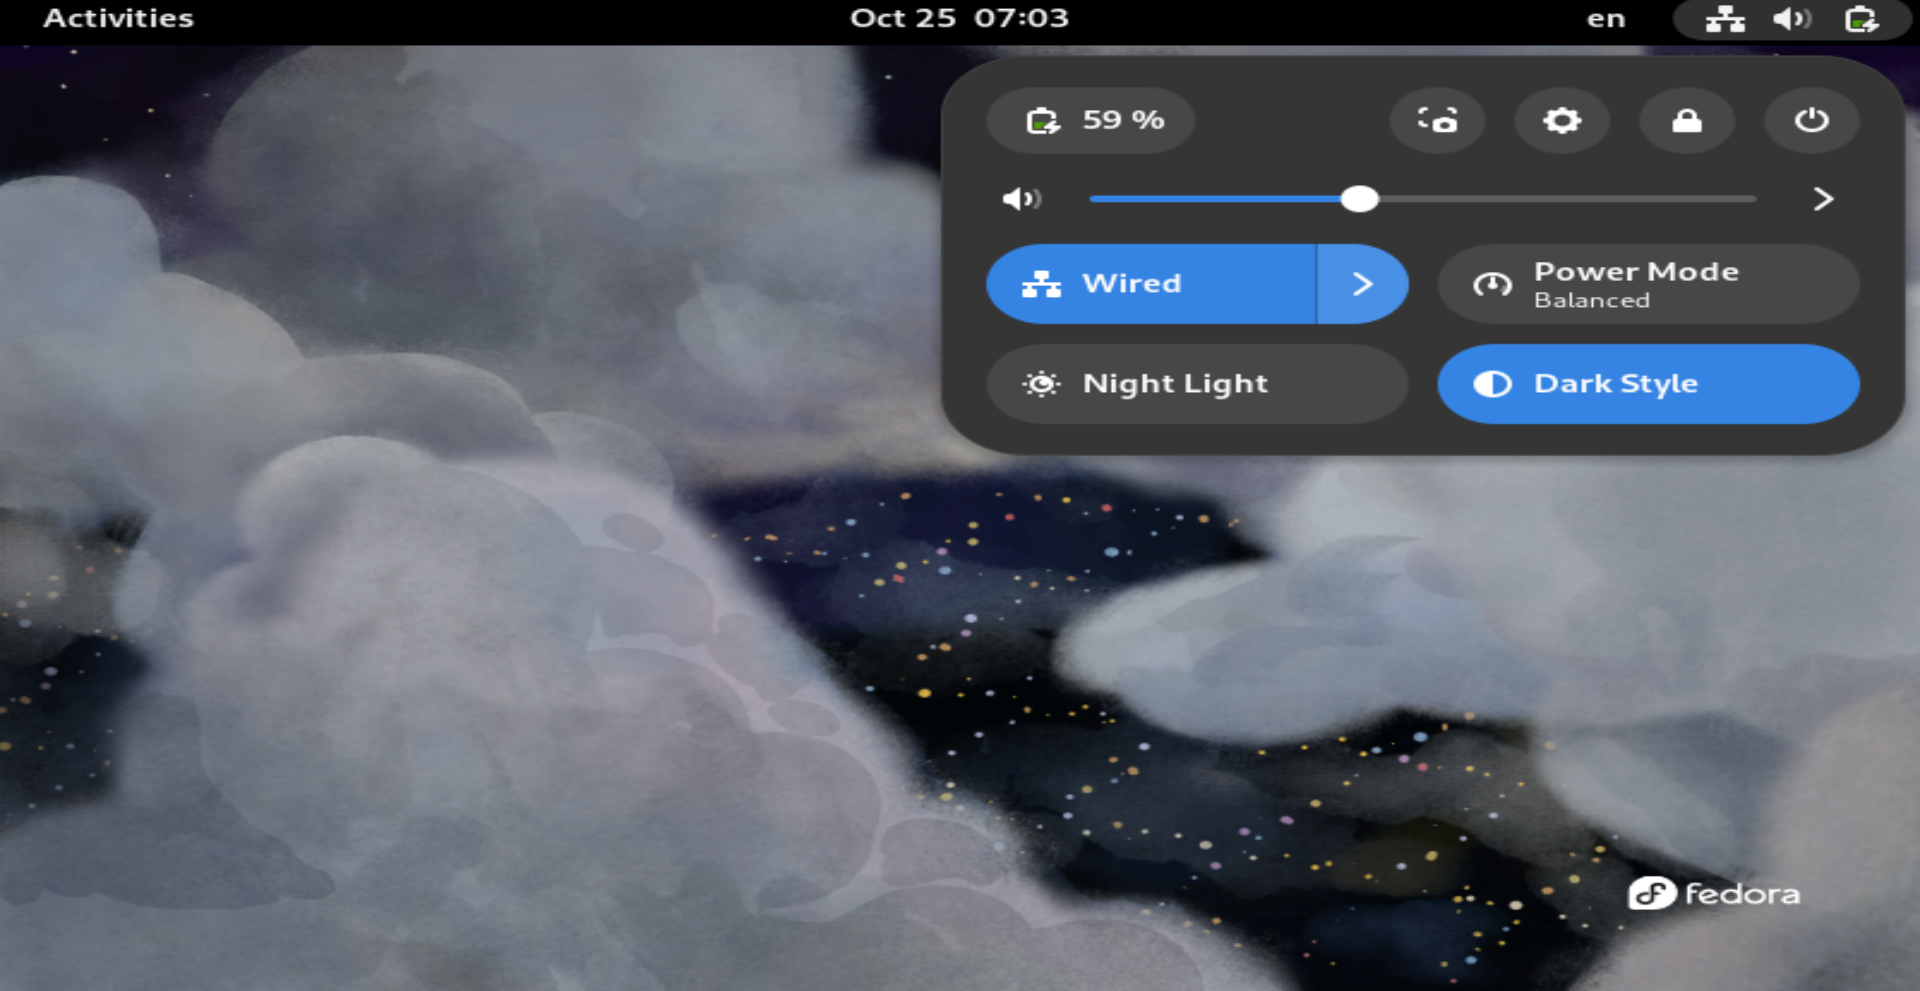 Activities
Oct 25 07:03
en
59 %
Wired
Power Mode
Balanced
Night Light
Dark Style
fedora